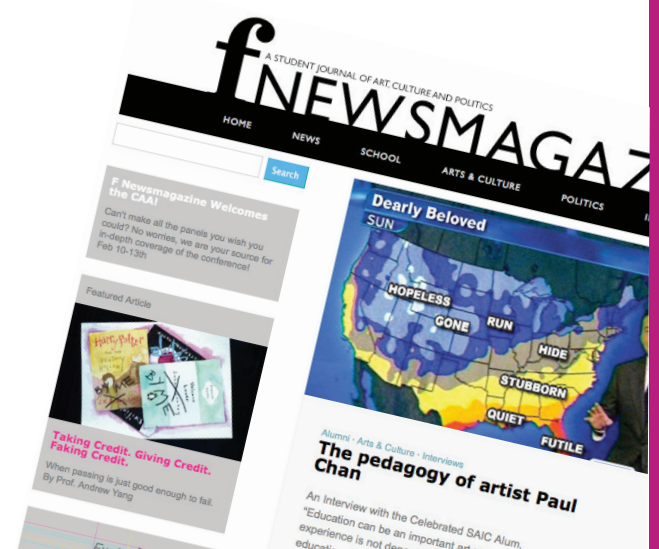 f
A STUDENT JOURNAL OF ART, CULTURE AND POLITICS
NEWSMAGAZ
HOME
NEWS
SCHOOL
ARTS & CULTURE
POLITICS
Search
F Newsmagazine Welcomes
the CAA!
Can't make all the panels you wish you
could? No worries, we are your source for
in-depth coverage of the conference!
Feb 10-13th
Featured Article
Harry Potter
Taking Credit. Giving Credit.
Faking Credit.
When passing is just good enough to fail.
By Prof. Andrew Yang
Dearly Beloved
SUN
HOPELESS
GONE
RUN
HIDE
STUBBORN
QUIET
FUTILE
Alumni · Arts & Culture · Interviews
The pedagogy of artist Paul
Chan
An Interview with the Celebrated SAIC Alum.
"Education can be an important
experience is not